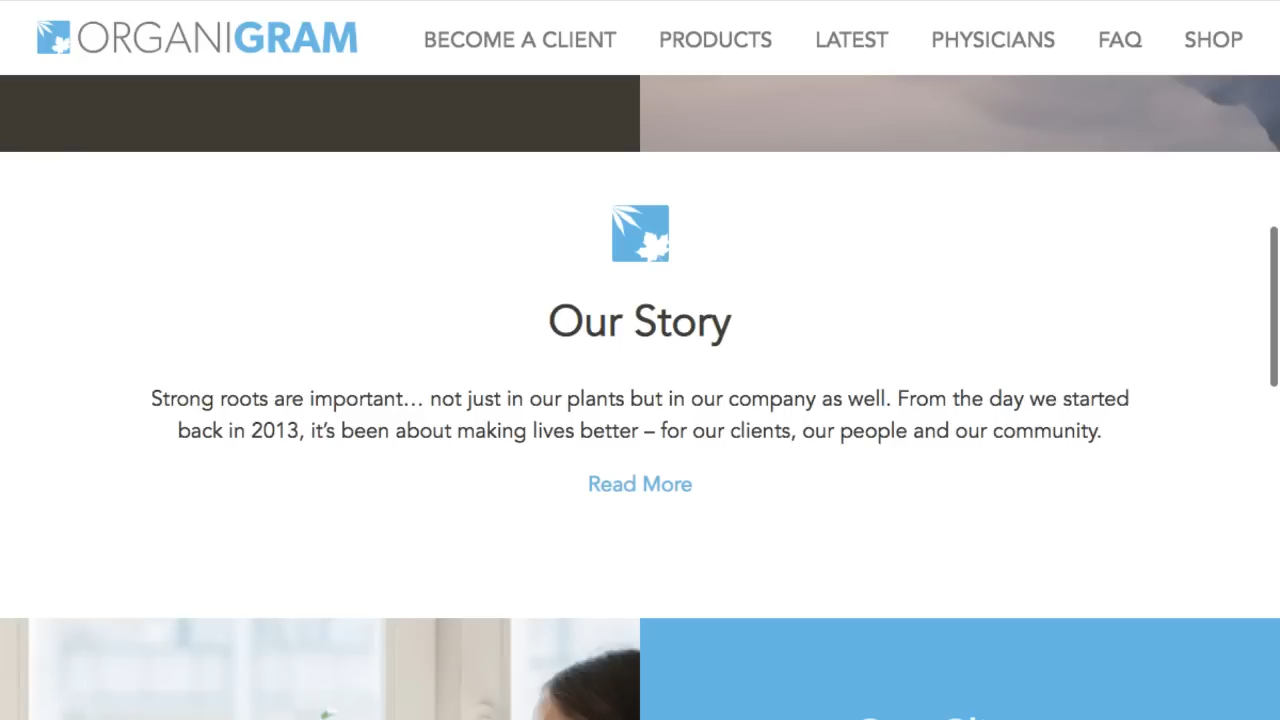 ORGANIGRAM BECOME A CLIENT PRODUCTS LATEST PHYSICIANS FAQ SHOP
Our Story
Strong roots are important… not just in our plants but in our company as well. From the day we started
back in 2013, it’s been about making lives better – for our clients, our people and our community.
Read More